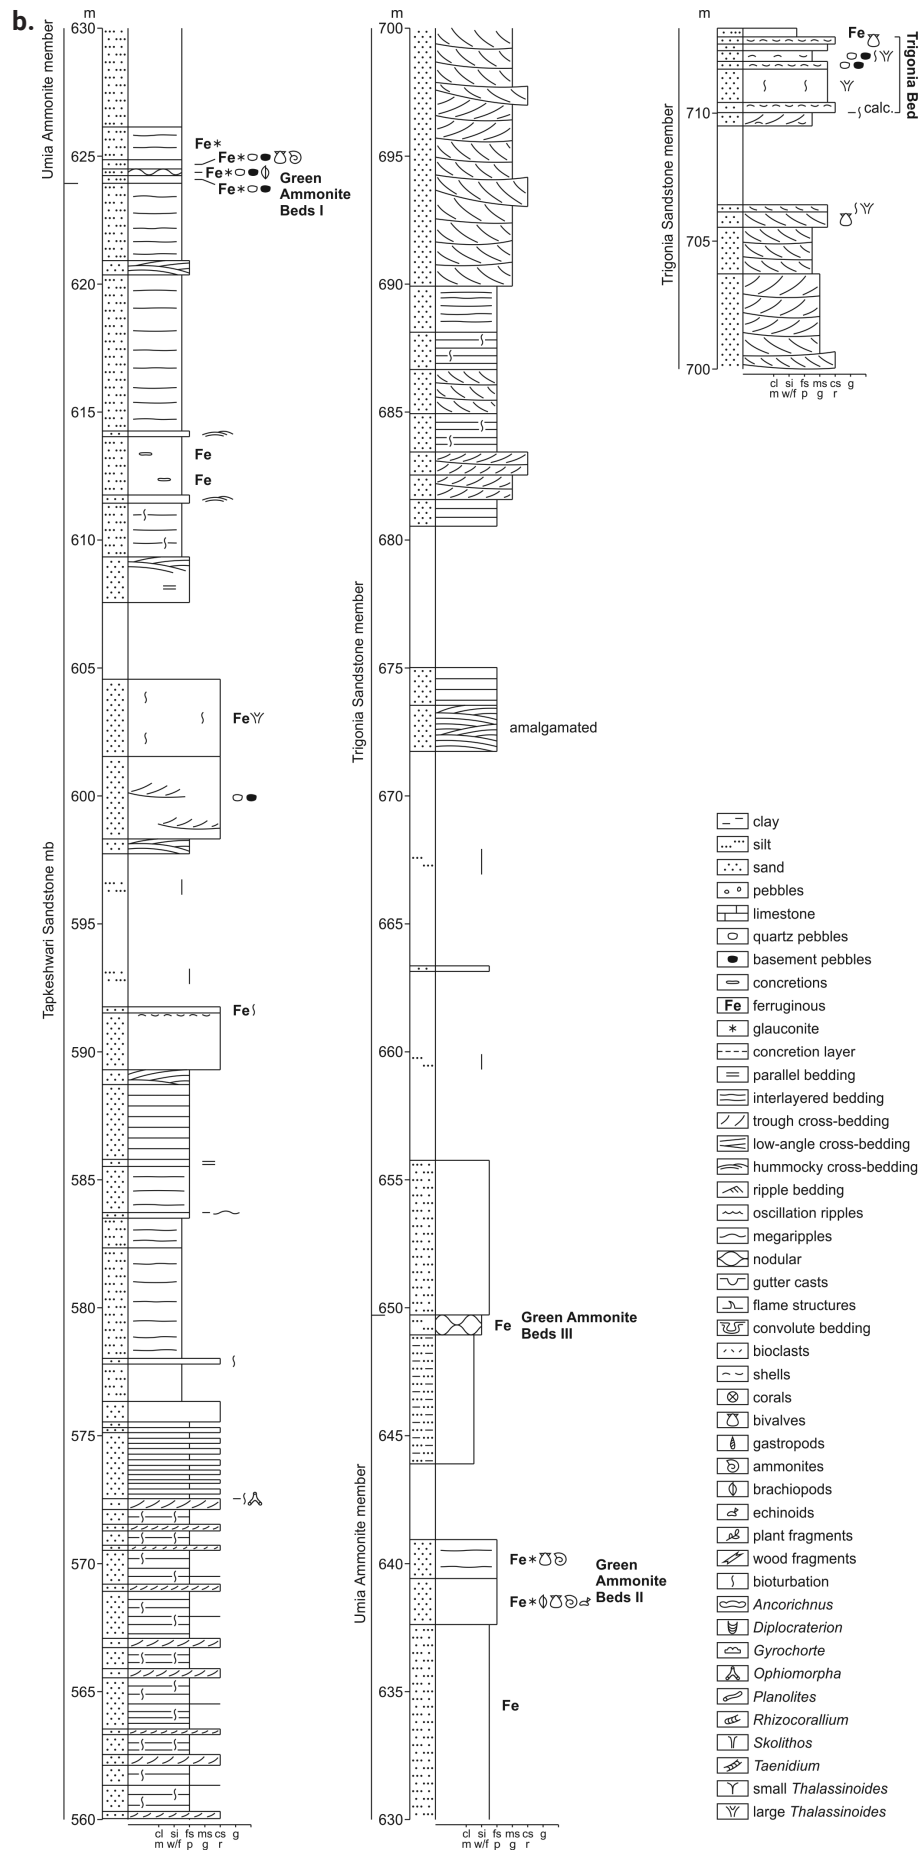 b.
m
630
625
620
615
610
605
600
595
590
585
580
575
570
565
560
Umia Ammonite member
Tapkeshwari Sandstone mb
Fe*
Fe*
Fe*
Green
Ammonite
Beds I
Fe*
Fe
Fe
Fe
Fe
cl si fs ms cs g
m w/f p g r
m
700
695
690
685
680
675
670
665
660
655
650
645
640
635
630
Trigonia Sandstone member
Umia Ammonite member
amalgamated
Fe Green Ammonite
Beds III
Fe*
Green
Ammonite
Beds II
Fe*
Fe
cl si fs ms cs g
m w/f p g r
m
710
705
700
Trigonia Sandstone member
Fe
calc.
Trigonia Bed
cl si fs ms cs g
m w/f p g r
clay
silt
sand
pebbles
limestone
quartz pebbles
basement pebbles
concretions
Fe ferruginous
* glauconite
concretion layer
parallel bedding
interlayered bedding
trough cross-bedding
low-angle cross-bedding
hummocky cross-bedding
ripple bedding
oscillation ripples
megaripples
nodular
gutter casts
flame structures
convolute bedding
bioclasts
shells
corals
bivalves
gastropods
ammonites
brachiopods
echinoids
plant fragments
wood fragments
bioturbation
Ancorichnus
Diplocraterion
Gyrochorte
Ophiomorpha
Planolites
Rhizocorallium
Skolithos
Taenidium
small Thalassinoides
large Thalassinoides